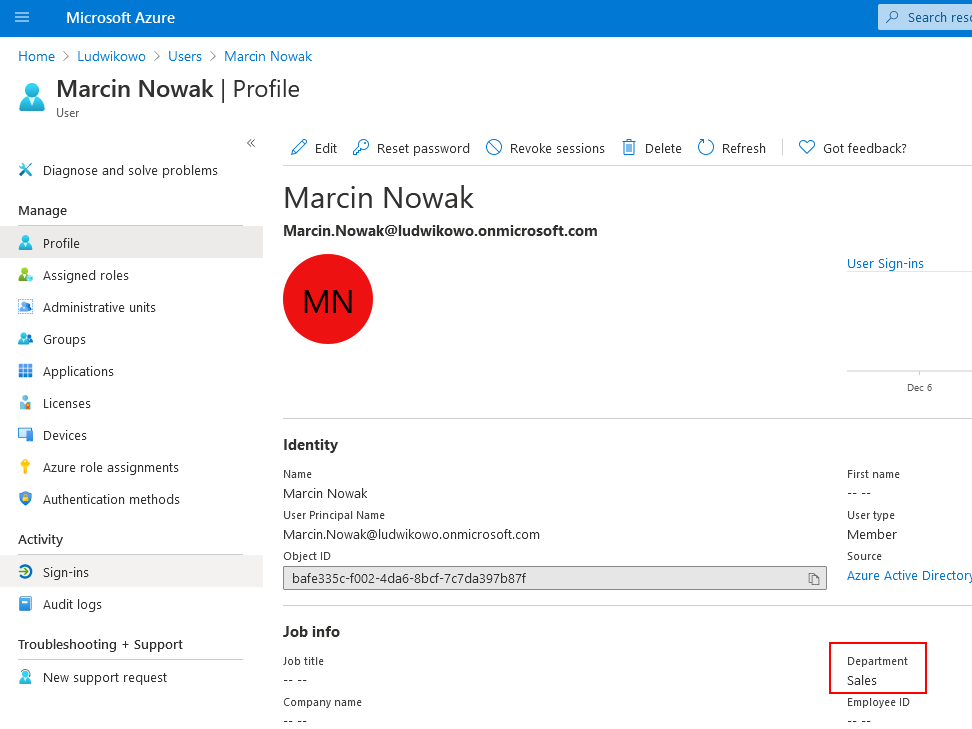 Microsoft Azure
Search reso
Home > Ludwikowo > Users > Marcin Nowak
Marcin Nowak | Profile
User
«
Edit Reset password Revoke sessions Delete Refresh Got feedback?
Diagnose and solve problems
Manage
Profile
Assigned roles
Administrative units
Groups
Applications
Licenses
Devices
Azure role assignments
Authentication methods
Activity
Sign-ins
Audit logs
Troubleshooting + Support
New support request
Marcin Nowak
Marcin.Nowak@ludwikowo.onmicrosoft.com
MN
User Sign-ins
Dec 6
Identity
Name
Marcin Nowak
First name
-- --
User Principal Name
Marcin.Nowak@ludwikowo.onmicrosoft.com
User type
Member
Object ID
bafe335c-f002-4da6-8bcf-7c7da397b87f
Source
Azure Active Directory
Job info
Job title
-- --
Department
Sales
Company name
-- --
Employee ID
-- --